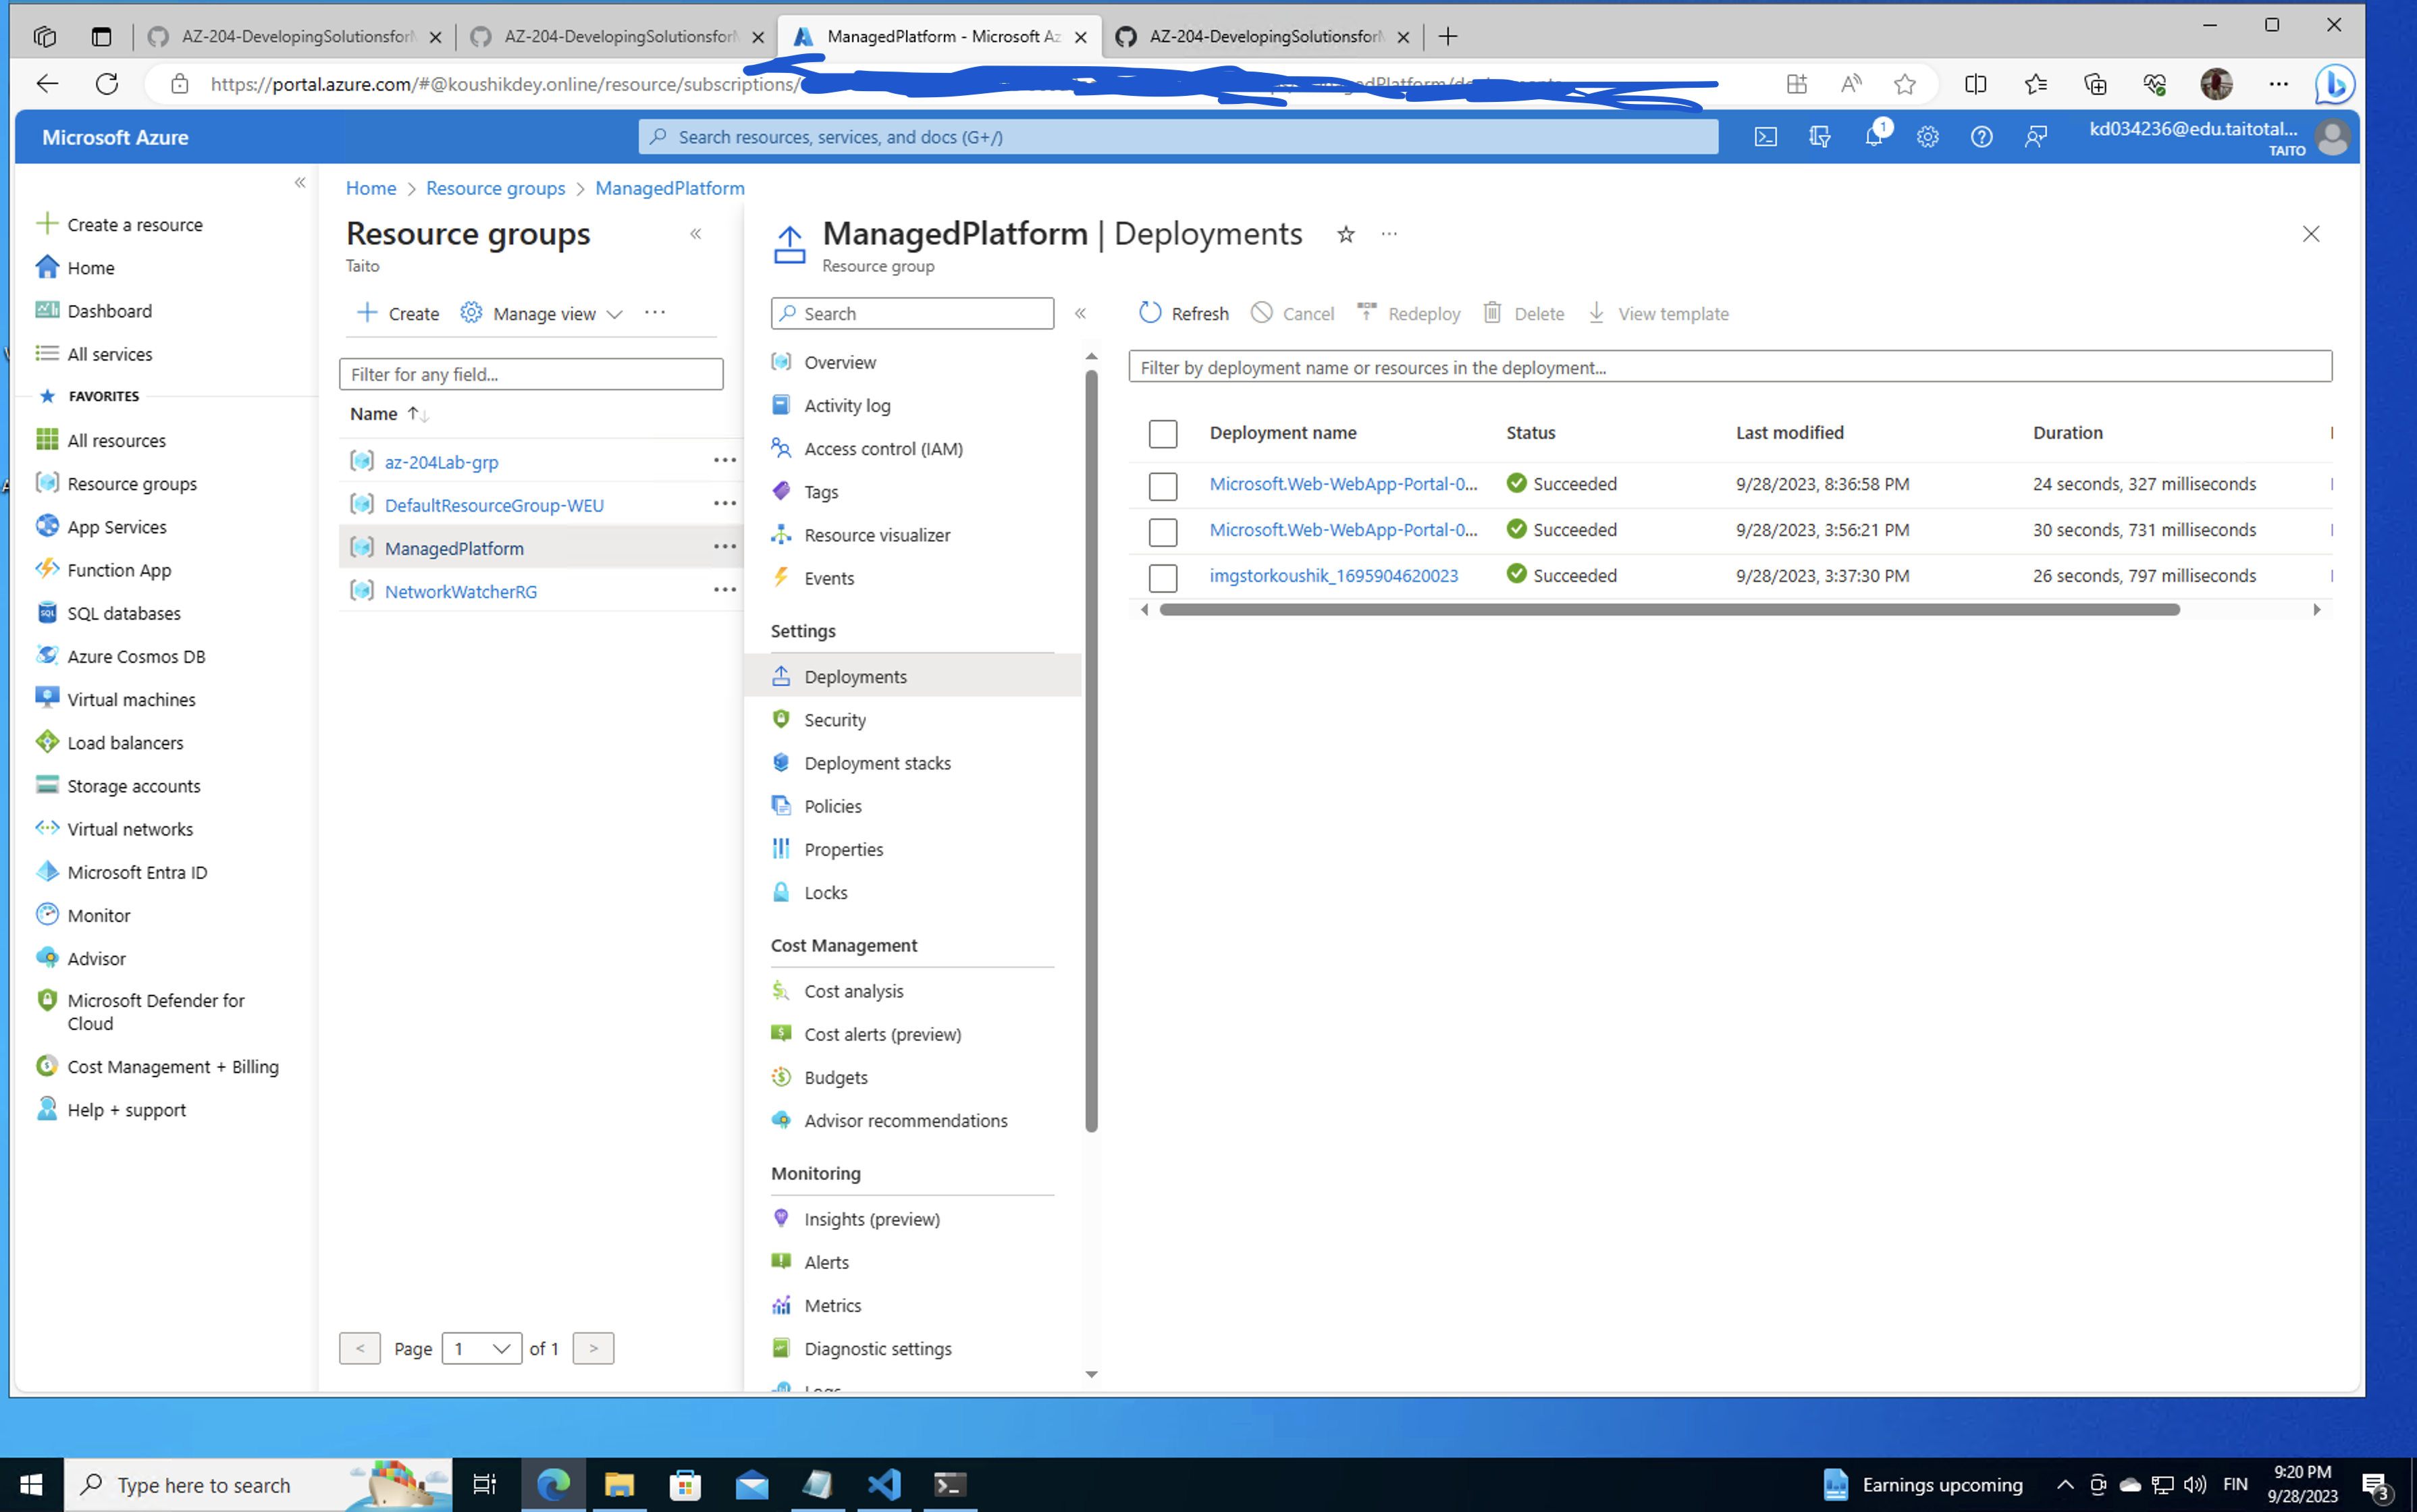 AZ-204-DevelopingSolutionsforM
AZ-204-DevelopingSolutionsforM
ManagedPlatform - Microsoft Az
AZ-204-DevelopingSolutionsforM
https://portal.azure.com/#@koushikdey.online/resource/subscriptions/
Microsoft Azure
Search resources, services, and docs (G+/)
1
kd034236@edu.taitotal...
TAITO
Create a resource
Home
Dashboard
All services
FAVORITES
All resources
Resource groups
App Services
Function App
SQL databases
Azure Cosmos DB
Virtual machines
Load balancers
Storage accounts
Virtual networks
Microsoft Entra ID
Monitor
Advisor
Microsoft Defender for
Cloud
Cost Management + Billing
Help + support
Home > Resource groups > ManagedPlatform
Resource groups
Taito
Create
Manage view
Filter for any field...
Name
az-204Lab-grp
DefaultResourceGroup-WEU
ManagedPlatform
NetworkWatcherRG
< Page 1 of 1 >
ManagedPlatform | Deployments
Resource group
Search
Overview
Activity log
Access control (IAM)
Tags
Resource visualizer
Events
Settings
Deployments
Security
Deployment stacks
Policies
Properties
Locks
Cost Management
Cost analysis
Cost alerts (preview)
Budgets
Advisor recommendations
Monitoring
Insights (preview)
Alerts
Metrics
Diagnostic settings
Logs
Refresh Cancel Redeploy Delete View template
Filter by deployment name or resources in the deployment...
Deployment name Status Last modified Duration
Microsoft.Web-WebApp-Portal-0... Succeeded 9/28/2023, 8:36:58 PM 24 seconds, 327 milliseconds
Microsoft.Web-WebApp-Portal-0... Succeeded 9/28/2023, 3:56:21 PM 30 seconds, 731 milliseconds
imgstorkoushik_1695904620023 Succeeded 9/28/2023, 3:37:30 PM 26 seconds, 797 milliseconds
Type here to search
Earnings upcoming
FIN
9:20 PM
9/28/2023
3